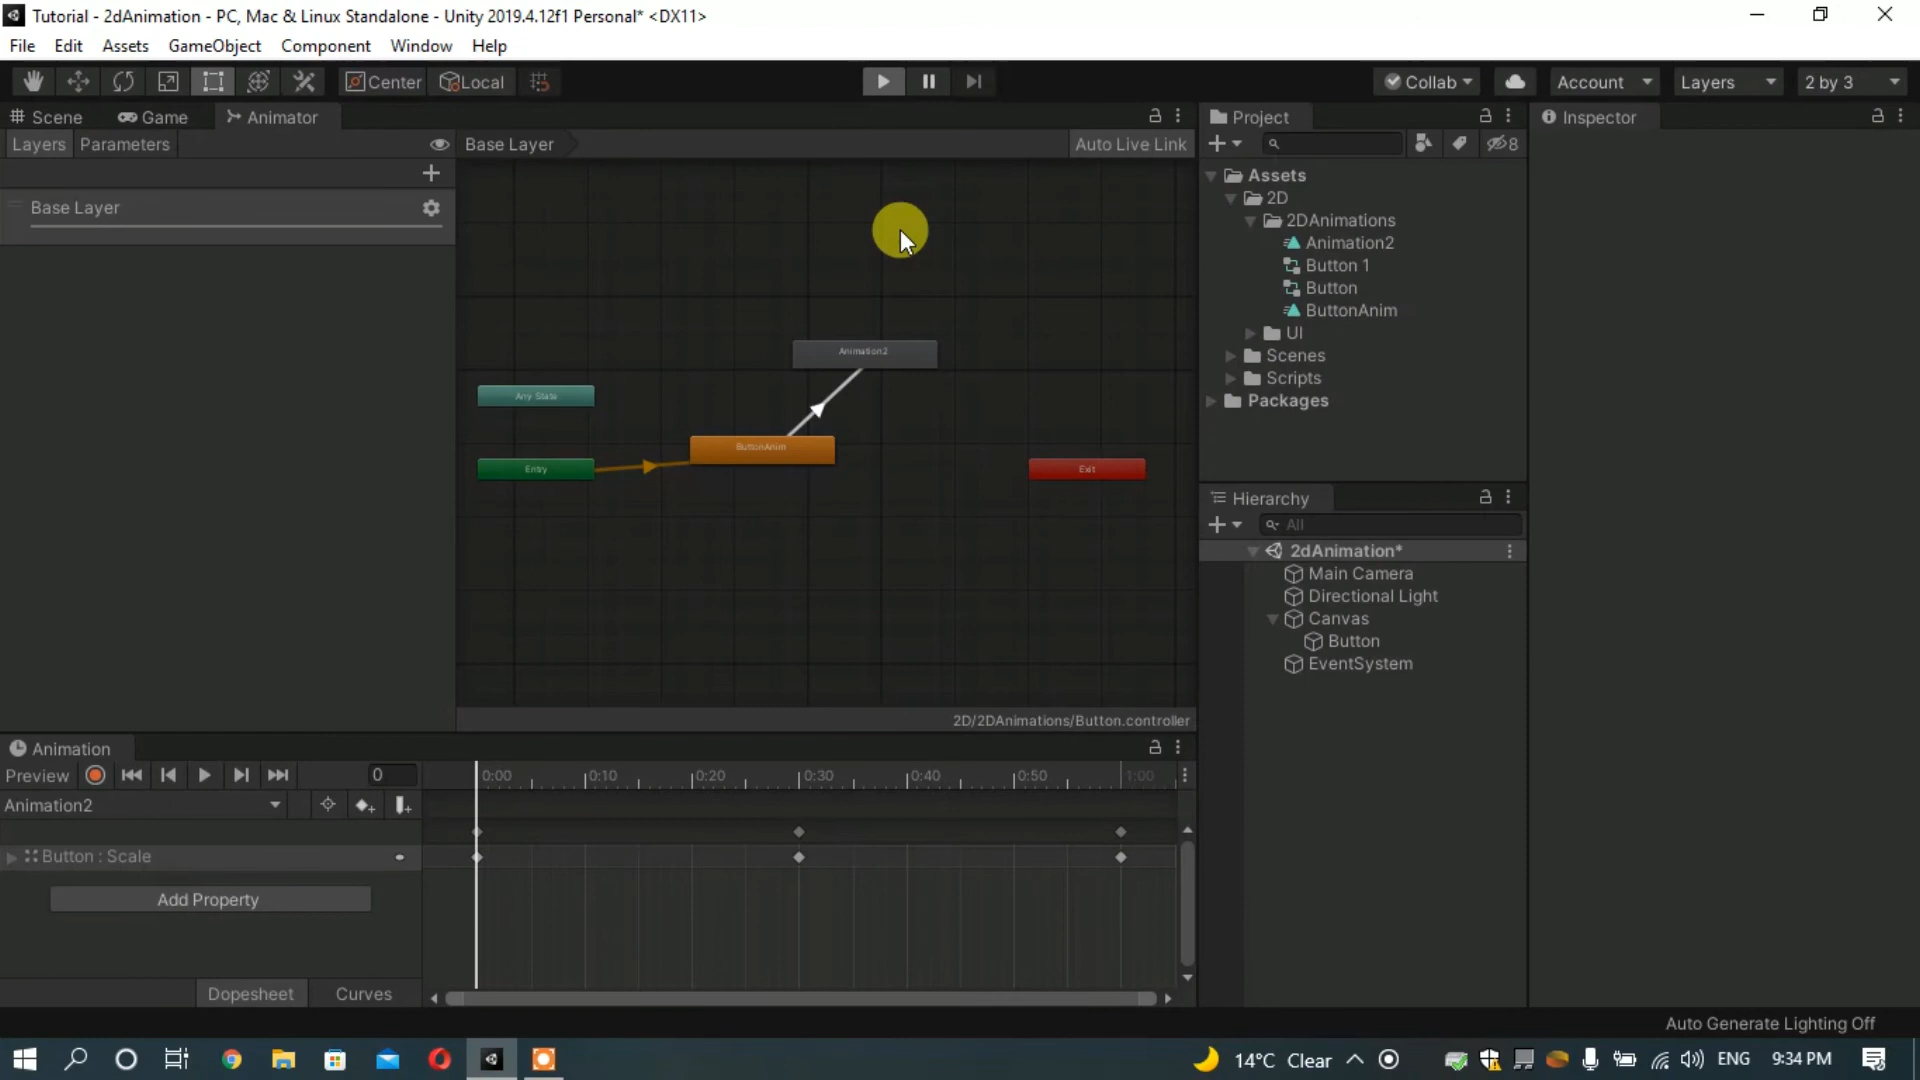 Tutorial - 2dAnimation - PC, Mac & Linux Standalone - Unity 2019.4.12f1 Personal* <DX11>
File Edit Assets GameObject Component Window Help
Center Local Collab Account Layers 2 by 3
Scene Game Animator
Layers Parameters Base Layer Auto Live Link
Base Layer
Animation2
Any State
ButtonAnim
Entry
Exit
2D/2DAnimations/Button.controller
Project
8
Assets
2D
2DAnimations
Animation2
Button 1
Button
ButtonAnim
UI
Scenes
Scripts
Packages
Hierarchy
All
2dAnimation*
Main Camera
Directional Light
Canvas
Button
EventSystem
Inspector
Animation
Preview 0 0:00 0:10 0:20 0:30 0:40 0:50 1:00
Animation2
Button : Scale
Add Property
Dopesheet Curves
Auto Generate Lighting Off
14°C Clear ENG 9:34 PM